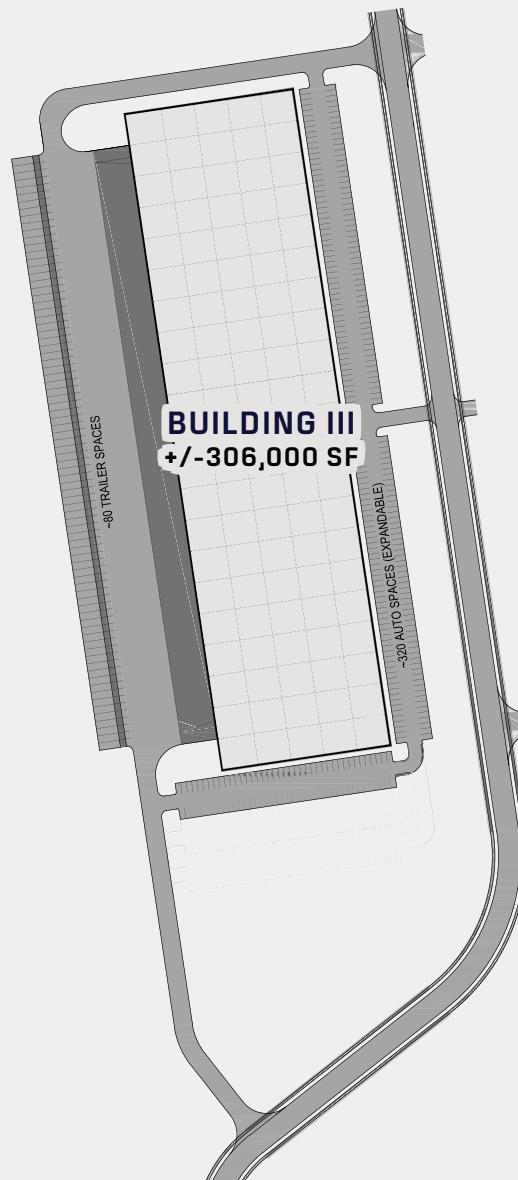 BUILDING III
+/-306,000 SF
~80 TRAILER SPACES
~320 AUTO SPACES (EXPANDABLE)